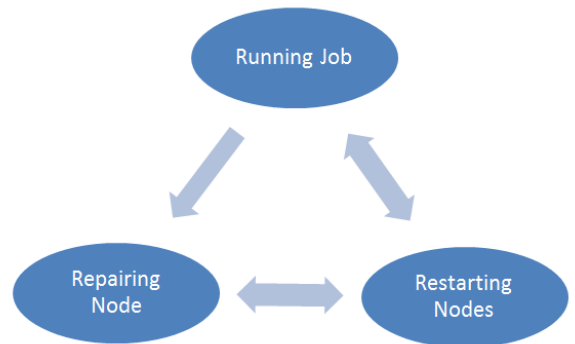 Running Job
Repairing
Node
Restarting
Nodes